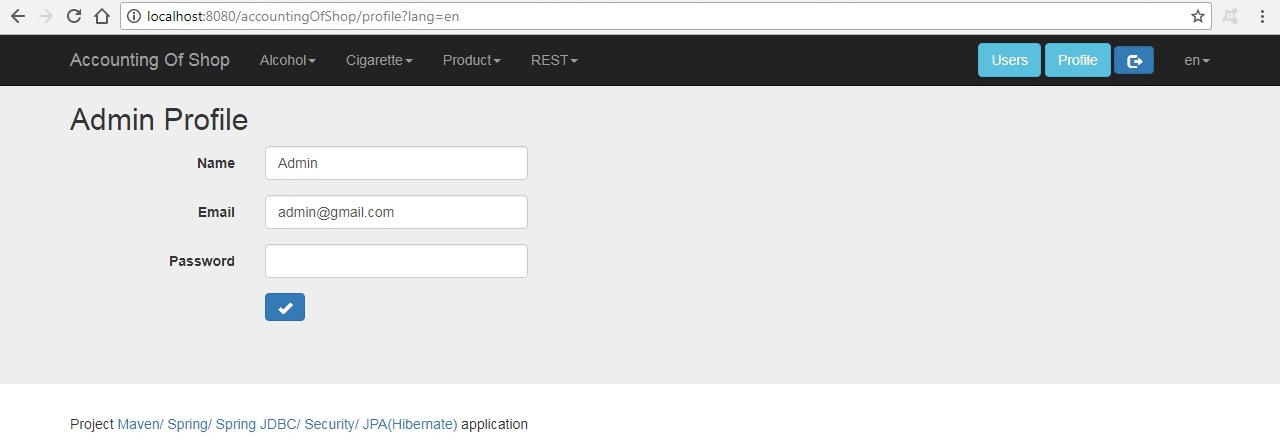 localhost:8080/accountingOfShop/profile?lang=en
Accounting Of Shop Alcohol Cigarette Product REST Users Profile en
Admin Profile
Name Admin
Email admin@gmail.com
Password
Project Maven/ Spring/ Spring JDBC/ Security/ JPA(Hibernate) application